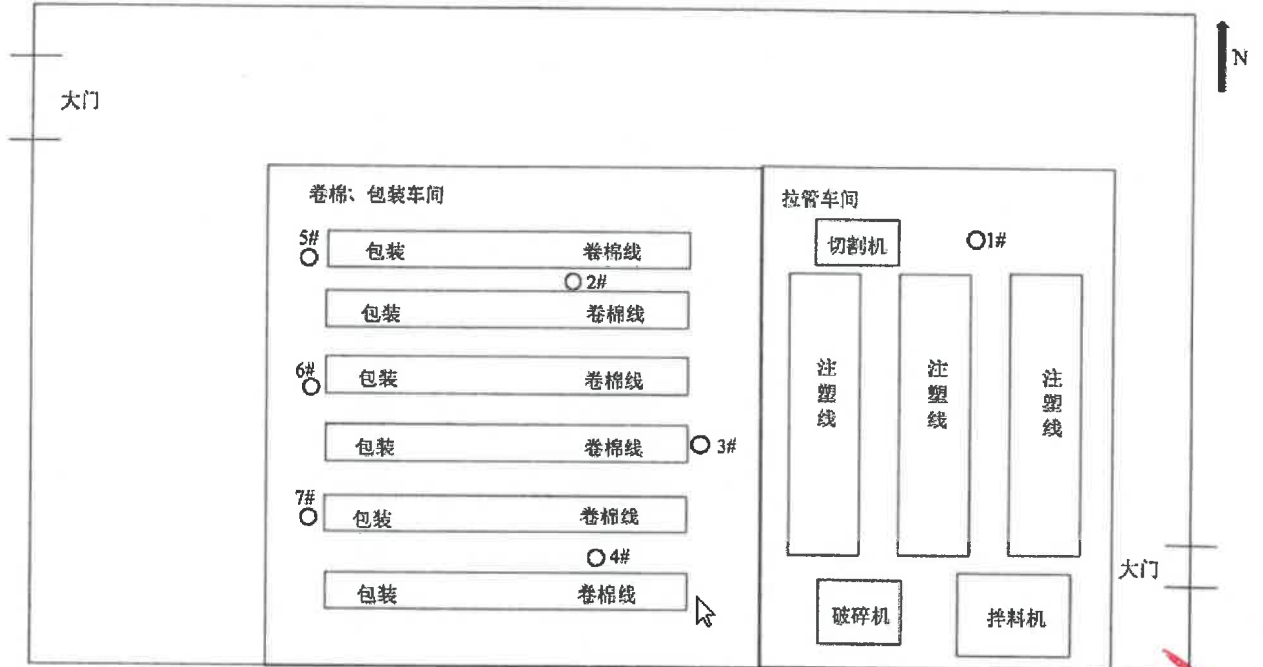 N
大门
卷棉、包装车间
拉管车间
5#
包装 卷棉线
切割机
1#
2#
包装 卷棉线
6#
包装 卷棉线
注塑线
注塑线
注塑线
包装 卷棉线
3#
7#
包装 卷棉线
4#
大门
包装 卷棉线
破碎机
拌料机